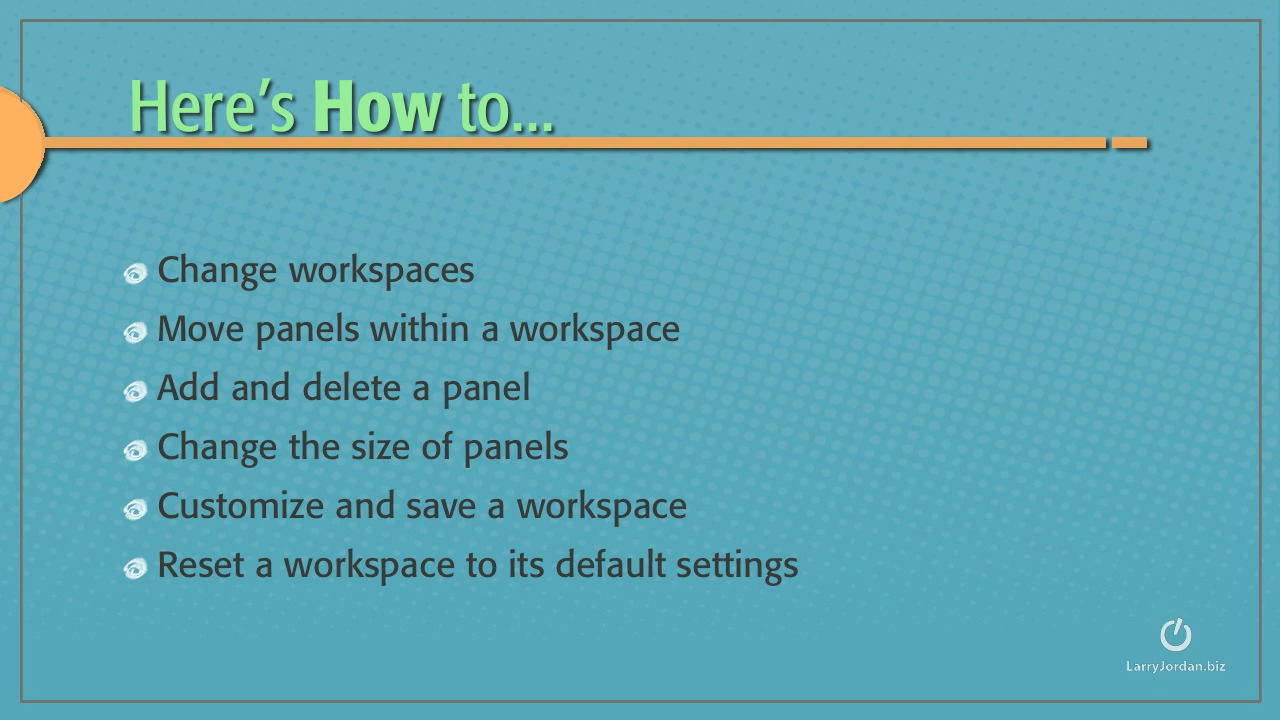 Here's How to...
Change workspaces
Move panels within a workspace
Add and delete a panel
Change the size of panels
Customize and save a workspace
Reset a workspace to its default settings
LarryJordan.biz